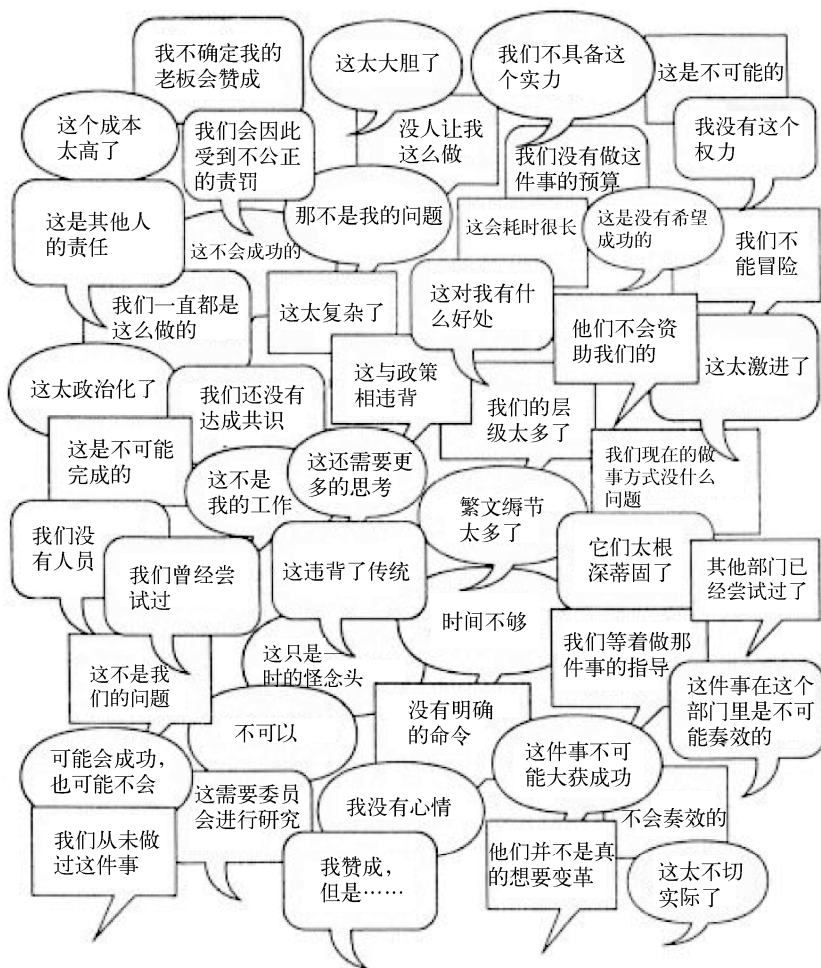 我不确定我的
老板会赞成
这太大胆了
我们不具备这
个实力
这是不可能的
这个成本
太高了
我们会因此
受到不公正
的责罚
没人让我
这么做
我们没有做这
件事的预算
我没有这个
权力
这是其他人
的责任
这不会成功的
那不是我的问题
这会耗时很长
这是没有希望
成功的
我们不
能冒险
我们一直都是
这么做的
这太复杂了
这对我有什
么好处
他们不会资
助我们的
这太激进了
这太政治化了
我们还没有
达成共识
这与政策
相违背
我们的层
级太多了
这是不可能
完成的
这不是
我的工作
这还需要更
多的思考
繁文缛节
太多了
我们现在的做
事方式没什么
问题
我们没
有人员
我们曾经尝
试过
这违背了传统
它们太根
深蒂固了
其他部门已
经尝试过了
这不是我
们的问题
这只是一
时的怪念头
时间不够
我们等着做那
件事的指导
这件事在这个
部门里是不可
能奏效的
不可以
没有明确
的命令
可能会成功，
也可能不会
这需要委员
会进行研究
我没有心情
这件事不可
能大获成功
不会奏效的
我们从未做
过这件事
我赞成，
但是……
他们并不是真
的想要变革
这太不切
实际了